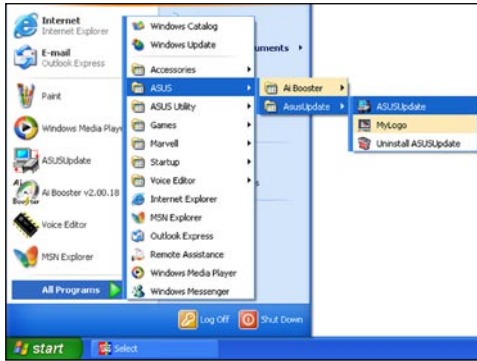 Internet
Internet Explorer
E-mail
Outlook Express
Paint
Windows Media Playe
ASUSUpdate
Ai Booster v2.00.18
Voice Editor
MSN Explorer
All Programs
Windows Catalog
Windows Update
Accessories
ASUS
ASUS Utility
Games
Marvell
Startup
Voice Editor
Internet Explorer
MSN Explorer
Outlook Express
Remote Assistance
Windows Media Player
Windows Messenger
uments
s
Ai Booster
AsusUpdate
ASUSUpdate
MyLogo
Uninstall ASUSUpdate
Log Off
Shut Down
start
Select